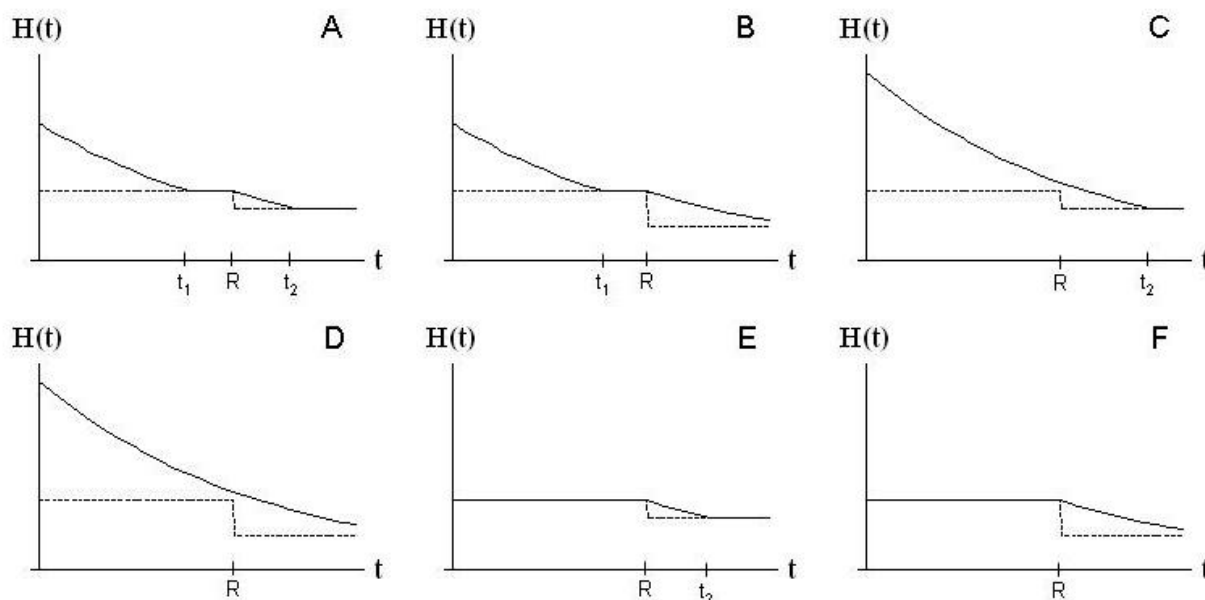 H(t) A H(t) B H(t) C
t₁ R t₂ t t₁ R t R t₂ t
H(t) D H(t) E H(t) F
R t R t₂ t R t